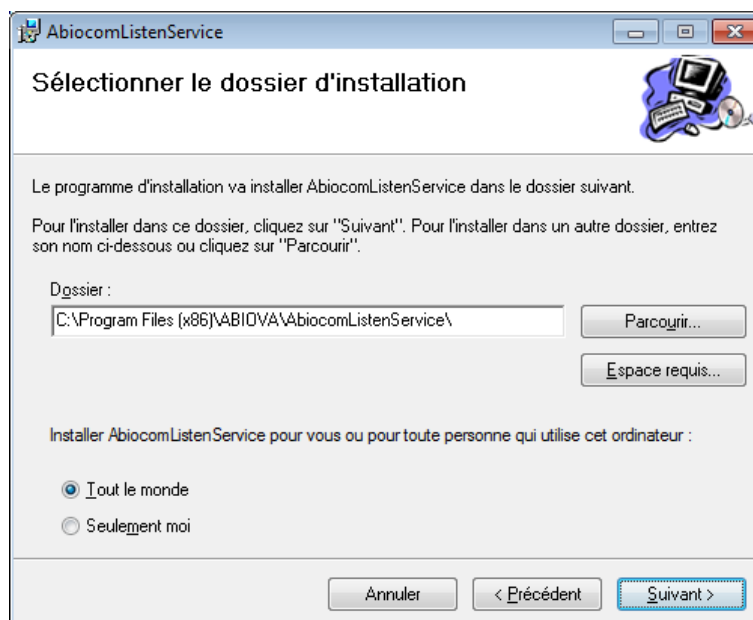 AbiocomListenService
Sélectionner le dossier d'installation
Le programme d'installation va installer AbiocomListenService dans le dossier suivant.
Pour l'installer dans ce dossier, cliquez sur "Suivant". Pour l'installer dans un autre dossier, entrez
son nom ci-dessous ou cliquez sur "Parcourir".
Dossier :
C:\Program Files (x86)\ABIOVA\AbiocomListenService\
Parcourir...
Espace requis...
Installer AbiocomListenService pour vous ou pour toute personne qui utilise cet ordinateur :
Tout le monde
Seulement moi
Annuler
< Précédent
Suivant >